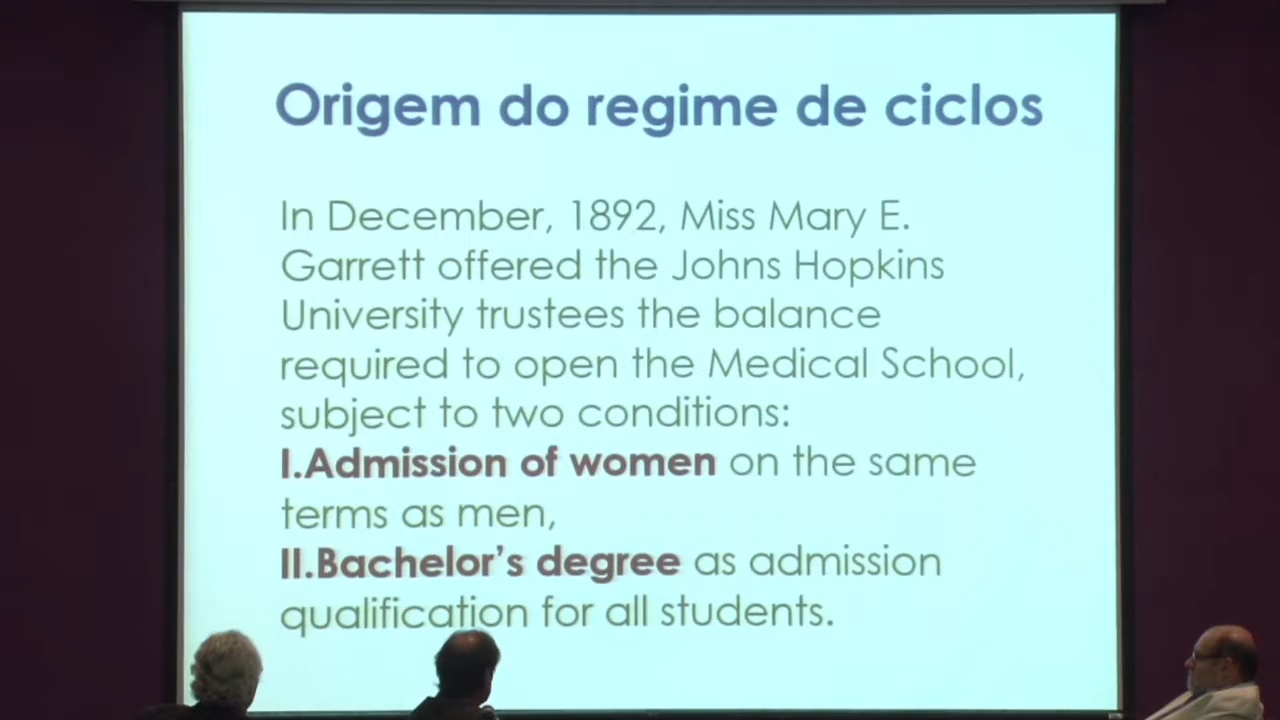 Origem do regime de ciclos
In December, 1892, Miss Mary E.
Garrett offered the Johns Hopkins
University trustees the balance
required to open the Medical School,
subject to two conditions:
I.Admission of women on the same
terms as men,
II.Bachelor's degree as admission
qualification for all students.